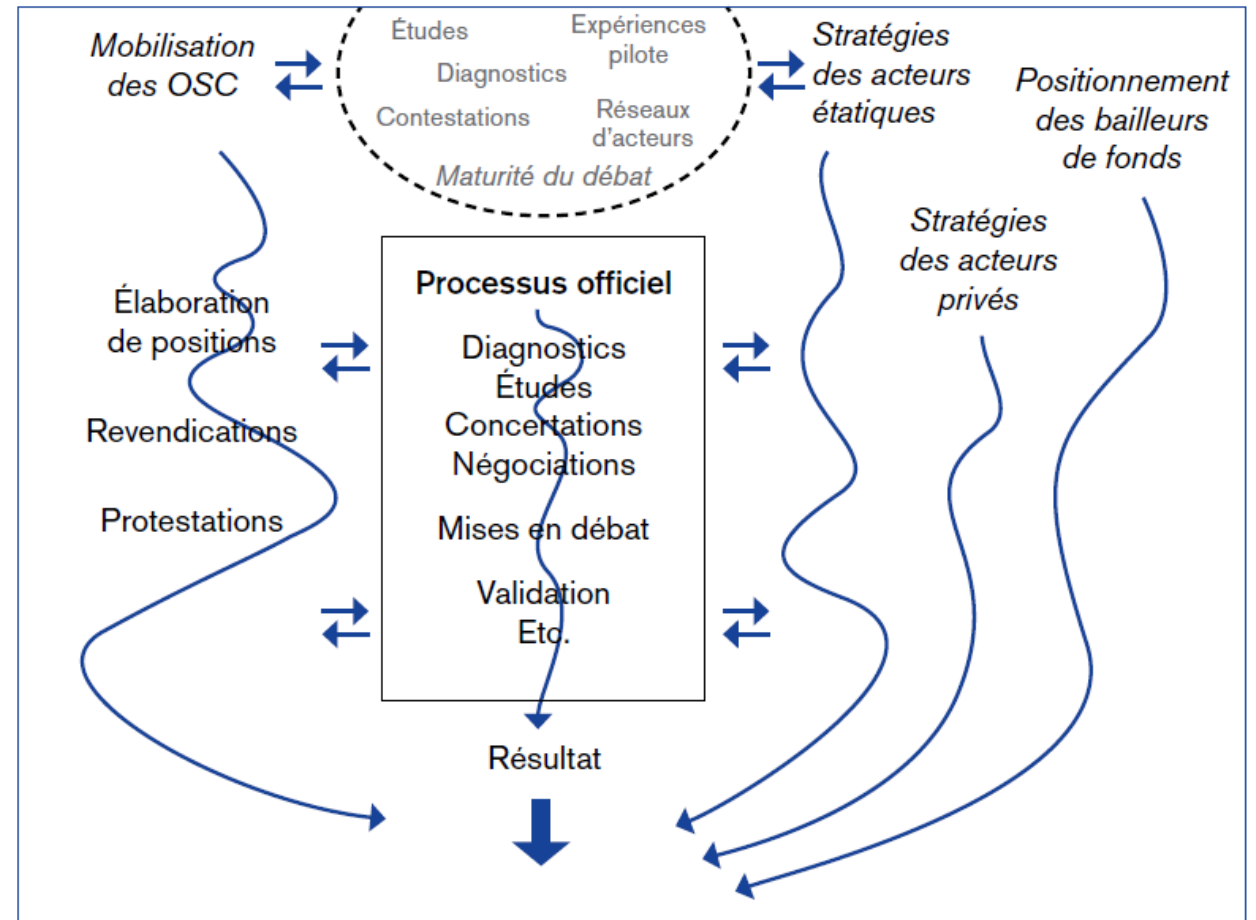 Mobilisation
des OSC
Études
Expériences
pilote
Diagnostics
Contestations
Réseaux
d'acteurs
Maturité du débat
Stratégies
des acteurs
étatiques
Positionnement
des bailleurs
de fonds
Stratégies
des acteurs
privés
Élaboration
de positions
Revendications
Protestations
Processus officiel
Diagnostics
Études
Concertations
Négociations
Mises en débat
Validation
Etc.
Résultat